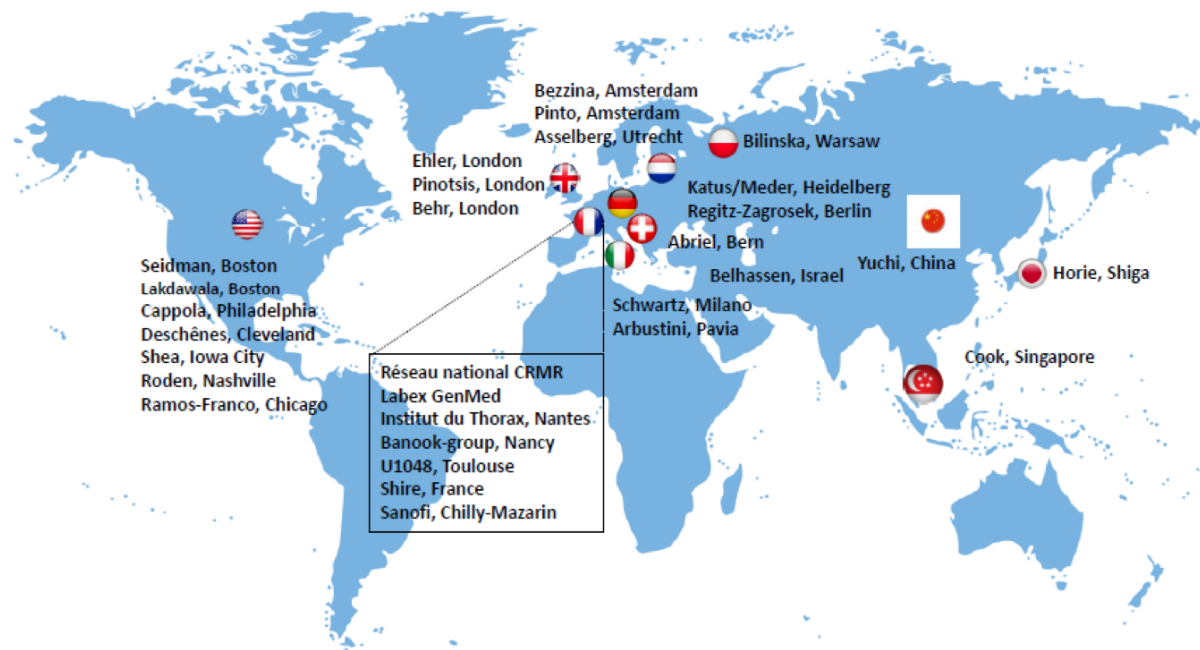 Bezzina, Amsterdam
Pinto, Amsterdam
Asselberg, Utrecht
Bilinska, Warsaw
Ehler, London
Pinotsis, London
Behr, London
Katus/Meder, Heidelberg
Regitz-Zagrosek, Berlin
Abriel, Bern
Yuchi, China
Belhassen, Israel
Horie, Shiga
Seidman, Boston
Lakdawala, Boston
Cappola, Philadelphia
Deschênes, Cleveland
Shea, Iowa City
Roden, Nashville
Ramos-Franco, Chicago
Schwartz, Milano
Arbustini, Pavia
Cook, Singapore
Réseau national CRMR
Labex GenMed
Institut du Thorax, Nantes
Banook-group, Nancy
U1048, Toulouse
Shire, France
Sanofi, Chilly-Mazarin